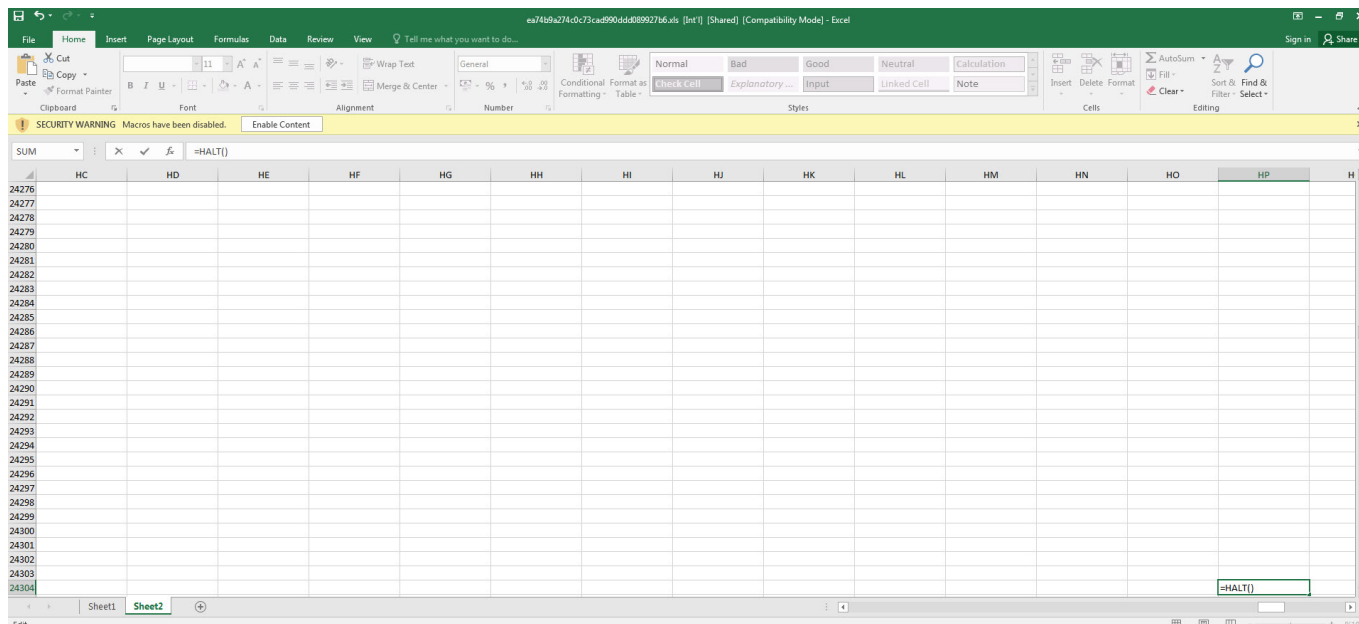 ea74b9a274c0c73cad990ddd089927b6.xls [Int'l] [Shared] [Compatibility Mode] - Excel
File Home Insert Page Layout Formulas Data Review View Tell me what you want to do... Sign in Share
Paste Cut Copy Format Painter
11 B I U A
Wrap Text Merge & Center
General % ,
Conditional Formatting Format as Table
Normal Bad Good Neutral Calculation
Check Cell Explanatory ... Input Linked Cell Note
Insert Delete Format
AutoSum Fill Clear Sort & Filter Find & Select
Clipboard Font Alignment Number Styles Cells Editing
SECURITY WARNING Macros have been disabled. Enable Content
SUM fx =HALT()
HC HD HE HF HG HH HI HJ HK HL HM HN HO HP H
24276
24277
24278
24279
24280
24281
24282
24283
24284
24285
24286
24287
24288
24289
24290
24291
24292
24293
24294
24295
24296
24297
24298
24299
24300
24301
24302
24303
24304 =HALT()
Sheet1 Sheet2